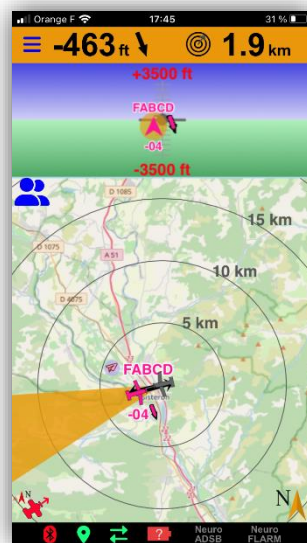 Orange F 17:45 31 %
-463 ft 1.9 km
+3500 ft
FABCD
-04
-3500 ft
15 km
D 1085
10 km
D 1075
A 51
D 4075
5 km
FABCD
-04
N
N
? Neuro ADSB Neuro FLARM